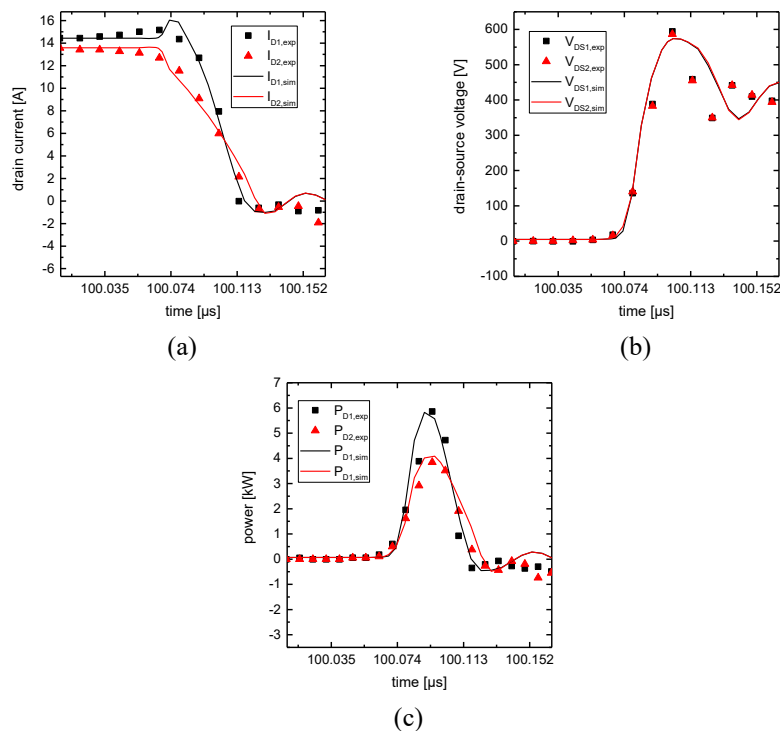 16
14
12
10
8
6
4
2
0
-2
-4
-6
drain current [A]
I_D1,exp
I_D2,exp
I_D1,sim
I_D2,sim
100.035 100.074 100.113 100.152
time [µs]
(a)
600
500
400
300
200
100
0
-100
drain-source voltage [V]
V_DS1,exp
V_DS2,exp
V_DS1,sim
V_DS2,sim
100.035 100.074 100.113 100.152
time [µs]
(b)
7
6
5
4
3
2
1
0
-1
-2
-3
power [kW]
P_D1,exp
P_D2,exp
P_D1,sim
P_D1,sim
100.035 100.074 100.113 100.152
time [µs]
(c)